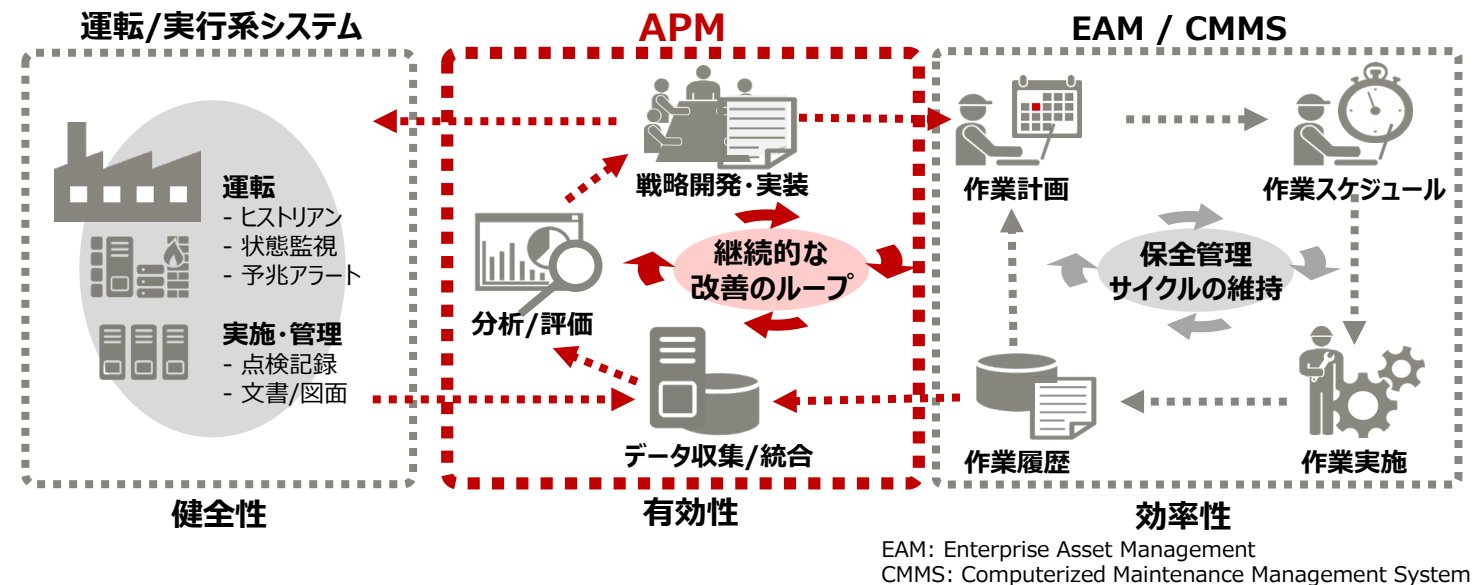 運転/実行系システム
運転
- ヒストリアン
- 状態監視
- 予兆アラート
実施・管理
- 点検記録
- 文書/図面
健全性
APM
戦略開発・実装
継続的な
改善のループ
分析/評価
データ収集/統合
有効性
EAM / CMMS
作業計画
作業スケジュール
保全管理
サイクルの維持
作業履歴
作業実施
効率性
EAM: Enterprise Asset Management
CMMS: Computerized Maintenance Management System